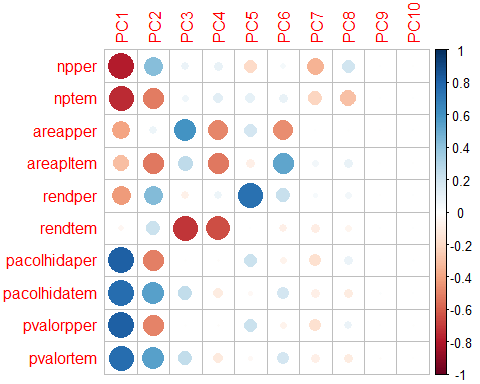 PC1 PC2 PC3 PC4 PC5 PC6 PC7 PC8 PC9 PC10
npper
nptem
areapper
areapltem
rendper
rendtem
pacolhidaper
pacolhidatem
pvalorpper
pvalortem
1
0.8
0.6
0.4
0.2
0
-0.2
-0.4
-0.6
-0.8
-1